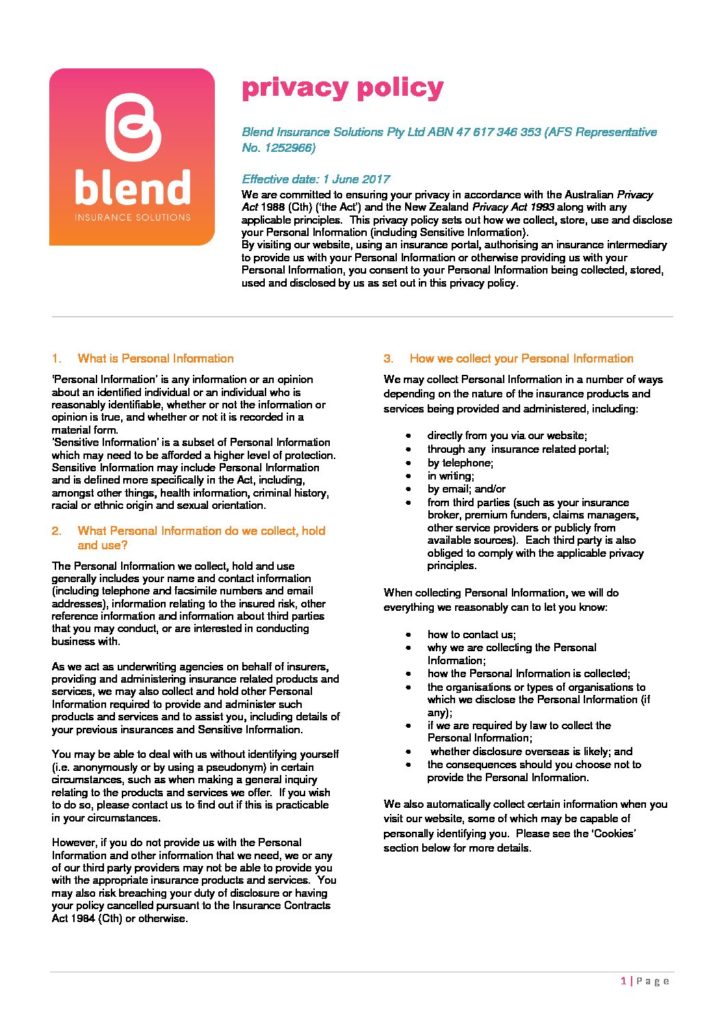 blend
INSURANCE SOLUTIONS
privacy policy
Blend Insurance Solutions Pty Ltd ABN 47 617 346 353 (AFS Representative
No. 1252966)
Effective date: 1 June 2017
We are committed to ensuring your privacy in accordance with the Australian Privacy
Act 1988 (Cth) (‘the Act’) and the New Zealand Privacy Act 1993 along with any
applicable principles.  This privacy policy sets out how we collect, store, use and disclose
your Personal Information (including Sensitive Information).
By visiting our website, using an insurance portal, authorising an insurance intermediary
to provide us with your Personal Information or otherwise providing us with your
Personal Information, you consent to your Personal Information being collected, stored,
used and disclosed by us as set out in this privacy policy.
1. What is Personal Information
‘Personal Information’ is any information or an opinion
about an identified individual or an individual who is
reasonably identifiable, whether or not the information or
opinion is true, and whether or not it is recorded in a
material form.
‘Sensitive Information’ is a subset of Personal Information
which may need to be afforded a higher level of protection.
Sensitive Information may include Personal Information
and is defined more specifically in the Act, including,
amongst other things, health information, criminal history,
racial or ethnic origin and sexual orientation.
2. What Personal Information do we collect, hold
and use?
The Personal Information we collect, hold and use
generally includes your name and contact information
(including telephone and facsimile numbers and email
addresses), information relating to the insured risk, other
reference information and information about third parties
that you may conduct, or are interested in conducting
business with.
As we act as underwriting agencies on behalf of insurers,
providing and administering insurance related products and
services, we may also collect and hold other Personal
Information required to provide and administer such
products and services and to assist you, including details of
your previous insurances and Sensitive Information.
You may be able to deal with us without identifying yourself
(i.e. anonymously or by using a pseudonym) in certain
circumstances, such as when making a general inquiry
relating to the products and services we offer.  If you wish
to do so, please contact us to find out if this is practicable
in your circumstances.
However, if you do not provide us with the Personal
Information and other information that we need, we or any
of our third party providers may not be able to provide you
with the appropriate insurance products and services.  You
may also risk breaching your duty of disclosure or having
your policy cancelled pursuant to the Insurance Contracts
Act 1984 (Cth) or otherwise.
3. How we collect your Personal Information
We may collect Personal Information in a number of ways
depending on the nature of the insurance products and
services being provided and administered, including:
• directly from you via our website;
• through any  insurance related portal;
• by telephone;
• in writing;
• by email; and/or
• from third parties (such as your insurance
broker, premium funders, claims managers,
other service providers or publicly from
available sources).  Each third party is also
obliged to comply with the applicable privacy
principles.
When collecting Personal Information, we will do
everything we reasonably can to let you know:
• how to contact us;
• why we are collecting the Personal
Information;
• how the Personal Information is collected;
• the organisations or types of organisations to
which we disclose the Personal Information (if
any);
• if we are required by law to collect the
Personal Information;
• whether disclosure overseas is likely; and
• the consequences should you choose not to
provide the Personal Information.
We also automatically collect certain information when you
visit our website, some of which may be capable of
personally identifying you.  Please see the ‘Cookies’
section below for more details.
1 | Page